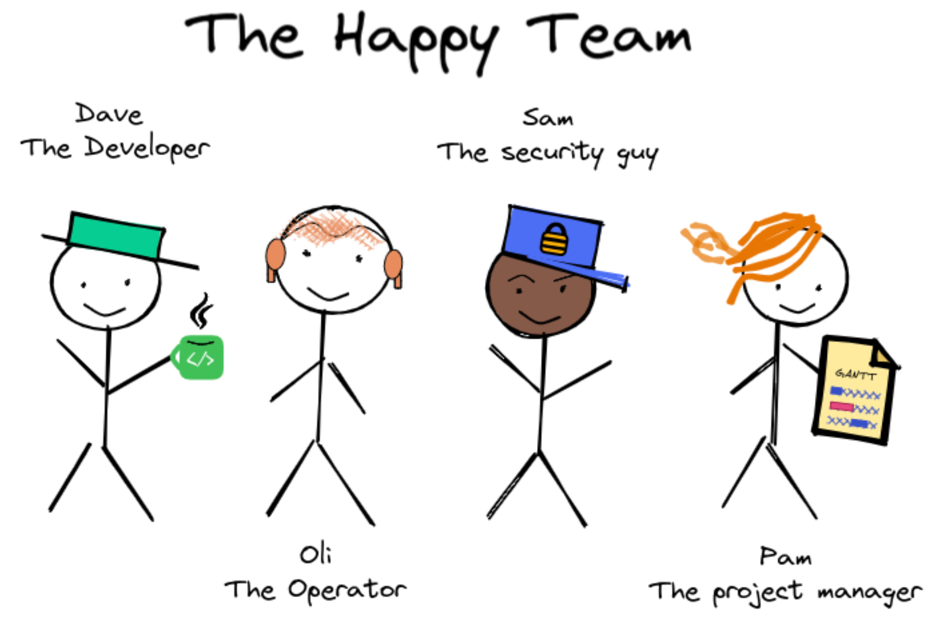 The Happy Team
Dave
The Developer
Sam
The security guy
</>
GANTT
Oli
The Operator
Pam
The project manager